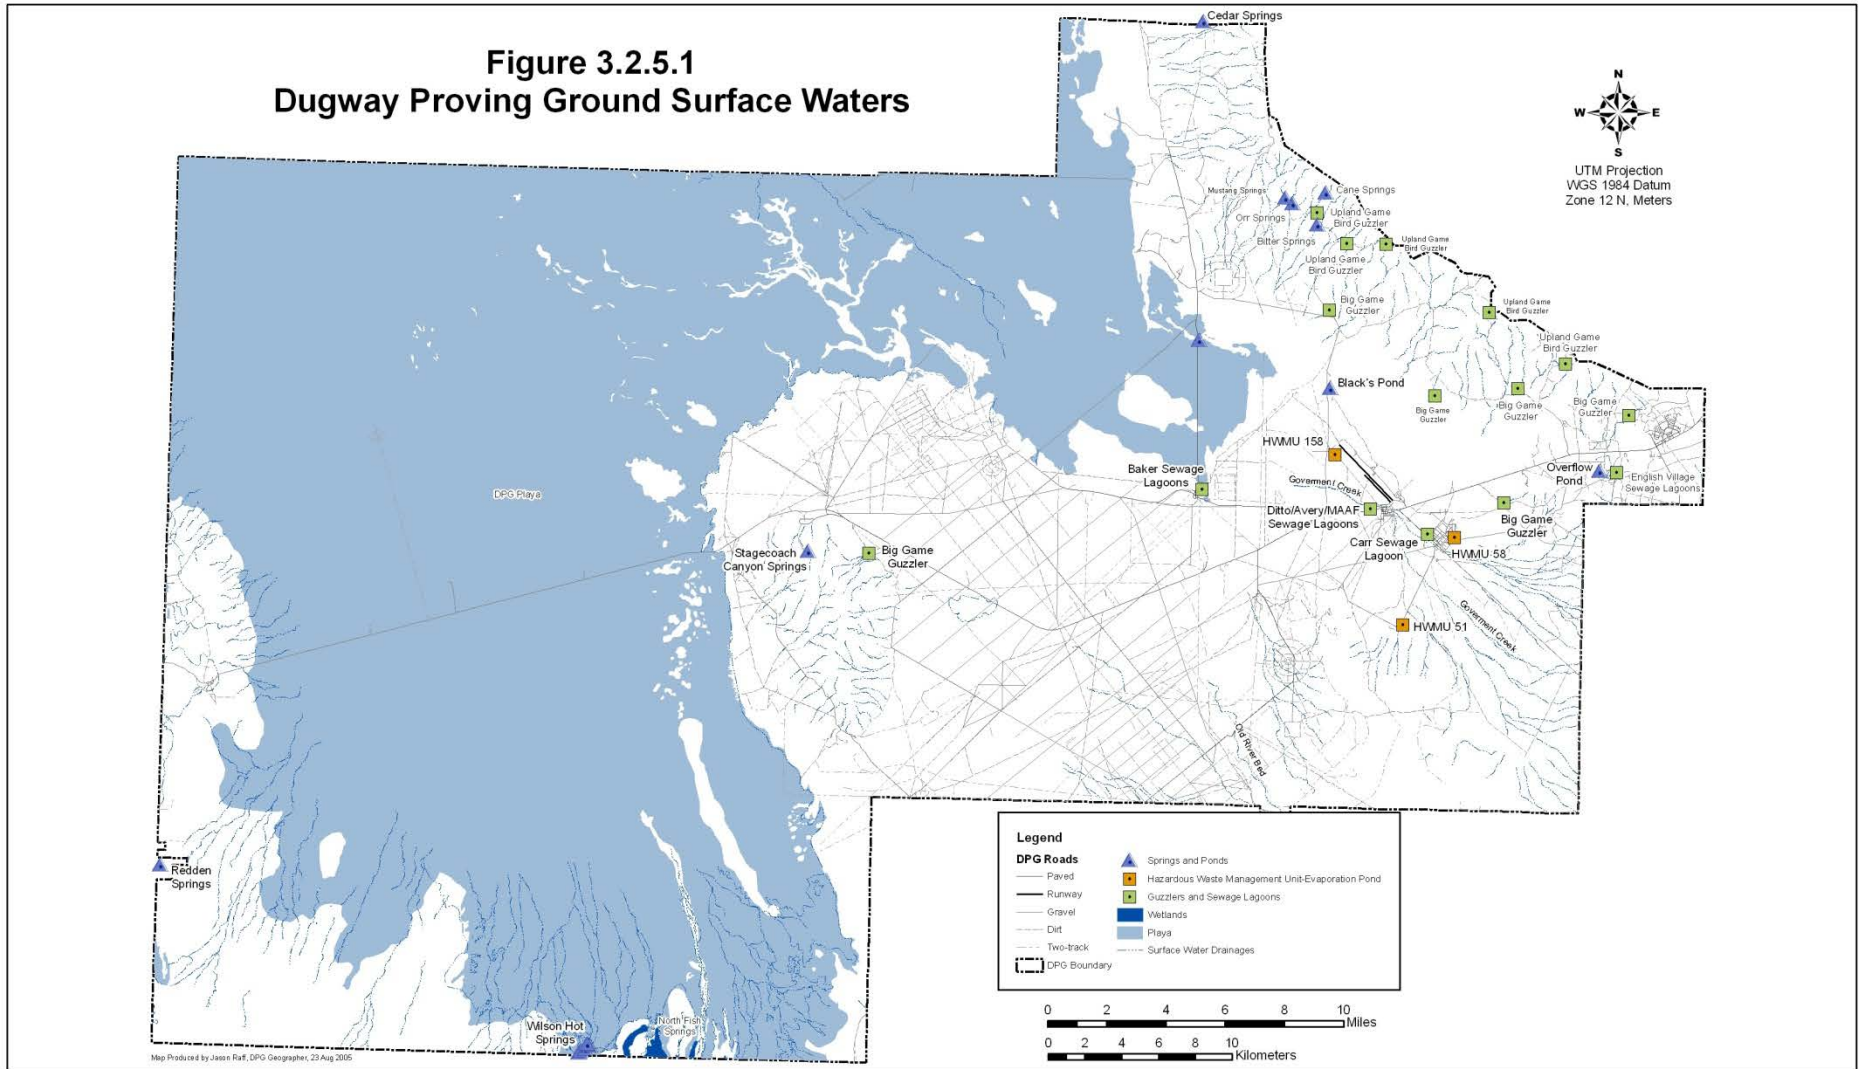 Figure 3.2.5.1
Dugway Proving Ground Surface Waters
Cedar Springs
N
W
E
S
UTM Projection
WGS 1984 Datum
Zone 12 N, Meters
Mustang Springs
Cane Springs
Orr Springs
Upland Game
Bird Guzzler
Bitter Springs
Upland Game
Bird Guzzler
Upland Game
Bird Guzzler
Big Game
Guzzler
Upland Game
Bird Guzzler
Upland Game
Bird Guzzler
Black's Pond
Big Game
Guzzler
Big Game
Guzzler
Big Game
Guzzler
HWMU 158
Baker Sewage
Lagoons
Goverment Creek
Overflow
Pond
English Village
Sewage Lagoons
DPG Playa
Ditto/Avery/MAAF
Sewage Lagoons
Big Game
Guzzler
Carr Sewage
Lagoon
HWMU 58
Stagecoach
Canyon Springs
Big Game
Guzzler
HWMU 51
Goverment Creek
Old River Bed
Redden
Springs
Wilson Hot
Springs
North Fish
Springs
Legend
DPG Roads
Paved
Runway
Gravel
Dirt
Two-track
DPG Boundary
Springs and Ponds
Hazardous Waste Management Unit-Evaporation Pond
Guzzlers and Sewage Lagoons
Wetlands
Playa
Surface Water Drainages
0 2 4 6 8 10
Miles
0 2 4 6 8 10
Kilometers
Map Produced by Jason Raff, DPG Geographer, 23 Aug 2005